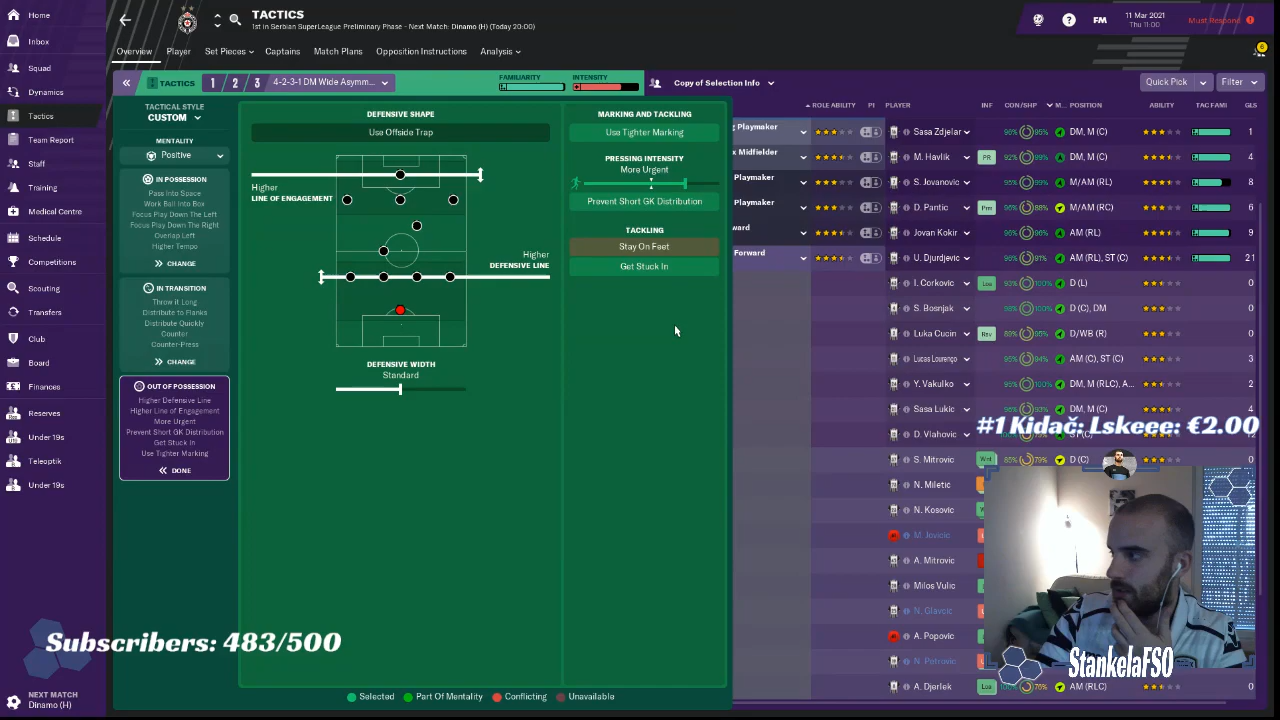 TACTICS
1st in Serbian SuperLeague Preliminary Phase - Next Match: Dinamo (H) (Today 20:00)
FM
11 Mar 2021
Thu 11:00
Must Respond
Overview
Player
Set Pieces
Captains
Match Plans
Opposition Instructions
Analysis
6
Home
Inbox
Squad
Dynamics
Tactics
Team Report
Staff
Training
Medical Centre
Schedule
Competitions
Scouting
Transfers
Club
Board
Finances
Reserves
Under 19s
Teleoptik
Under 19s
NEXT MATCH
Dinamo (H)
TACTICS
1
2
3
4-2-3-1 DM Wide Asymm...
FAMILIARITY
INTENSITY
Copy of Selection Info
Quick Pick
Filter
TACTICAL STYLE
CUSTOM
MENTALITY
Positive
IN POSSESSION
Pass Into Space
Work Ball Into Box
Focus Play Down The Left
Focus Play Down The Right
Overlap Left
Higher Tempo
CHANGE
IN TRANSITION
Throw it Long
Distribute to Flanks
Distribute Quickly
Counter
Counter-Press
CHANGE
OUT OF POSSESSION
Higher Defensive Line
Higher Line of Engagement
More Urgent
Prevent Short GK Distribution
Get Stuck In
Use Tighter Marking
DONE
DEFENSIVE SHAPE
Use Offside Trap
Higher
LINE OF ENGAGEMENT
Higher
DEFENSIVE LINE
DEFENSIVE WIDTH
Standard
MARKING AND TACKLING
Use Tighter Marking
PRESSING INTENSITY
More Urgent
Prevent Short GK Distribution
TACKLING
Stay On Feet
Get Stuck In
Selected
Part Of Mentality
Conflicting
Unavailable
ROLE ABILITY
PI
PLAYER
INF
CON/SHP
M...
POSITION
ABILITY
TAC FAMI
GLS
g Playmaker
Sasa Zdjelar
DM, M (C)
1
x Midfielder
M. Havlik
PR
DM, M (C)
4
Playmaker
S. Jovanovic
M/AM (RL)
8
Playmaker
D. Pantic
Prm
M/AM (RC)
6
ward
Jovan Kokir
AM (RL)
9
Forward
U. Djurdjevic
AM (RL), ST (C)
21
I. Corkovic
D (L)
0
S. Bosnjak
D (C), DM
0
Luka Cucin
D/WB (R)
0
Lucas Lourenço
AM (C), ST (C)
3
Y. Vakulko
DM, M (RLC), A...
2
Sasa Lukic
DM, M (C)
4
D. Vlahovic
S. Mitrovic
Wnt
D (C)
0
N. Miletic
N. Kosovic
M. Jovicic
A. Mitrovic
Milos Vulic
N. Glavcic
A. Popovic
N. Petrovic
A. Djerlek
AM (RLC)
0
#1 Kidač: Lskeee: €2.00
Subscribers: 483/500
StankelaFSO